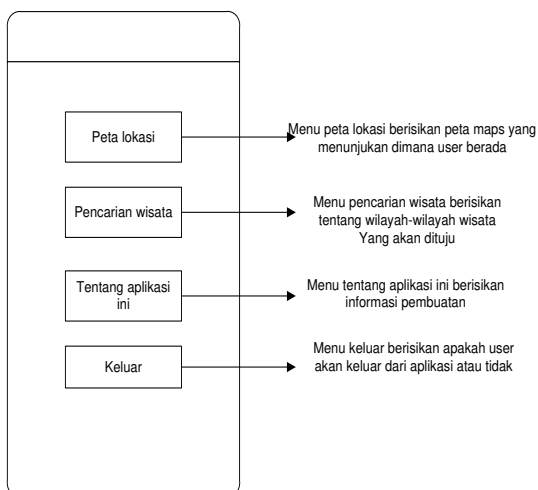 Peta lokasi
Menu peta lokasi berisikan peta maps yang
menunjukan dimana user berada
Pencarian wisata
Menu pencarian wisata berisikan
tentang wilayah-wilayah wisata
Yang akan dituju
Tentang aplikasi
ini
Menu tentang aplikasi ini berisikan
informasi pembuatan
Keluar
Menu keluar berisikan apakah user
akan keluar dari aplikasi atau tidak